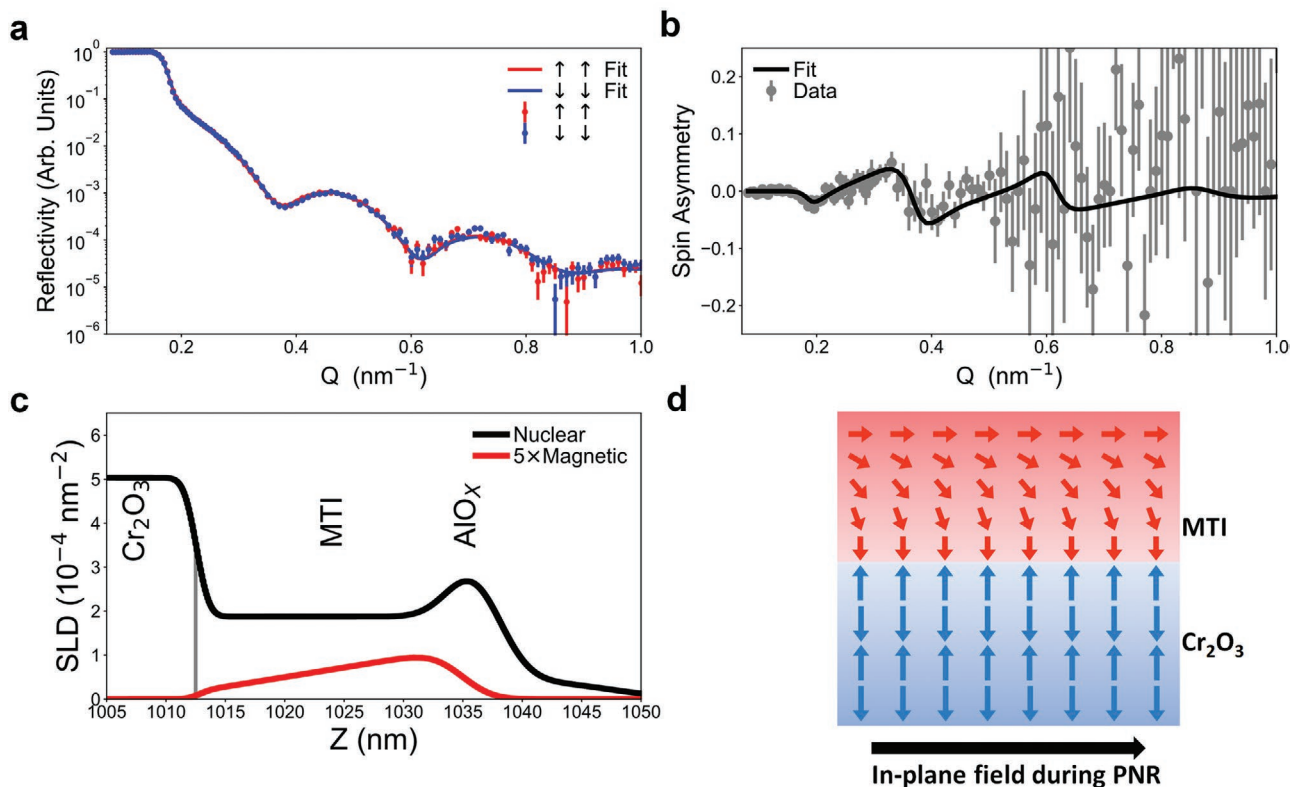 a
Reflectivity (Arb. Units)
10⁰
10⁻¹
10⁻²
10⁻³
10⁻⁴
10⁻⁵
10⁻⁶
↑ ↑ Fit
↓ ↓ Fit
↑ ↑
↓ ↓
0.2 0.4 0.6 0.8 1.0
Q (nm⁻¹)
b
Spin Asymmetry
0.2
0.1
0.0
−0.1
−0.2
Fit
Data
0.2 0.4 0.6 0.8 1.0
Q (nm⁻¹)
c
SLD (10⁻⁴ nm⁻²)
6
5
4
3
2
1
0
Nuclear
5×Magnetic
Cr₂O₃
MTI
AlOₓ
1005 1010 1015 1020 1025 1030 1035 1040 1045 1050
Z (nm)
d
MTI
Cr₂O₃
In-plane field during PNR